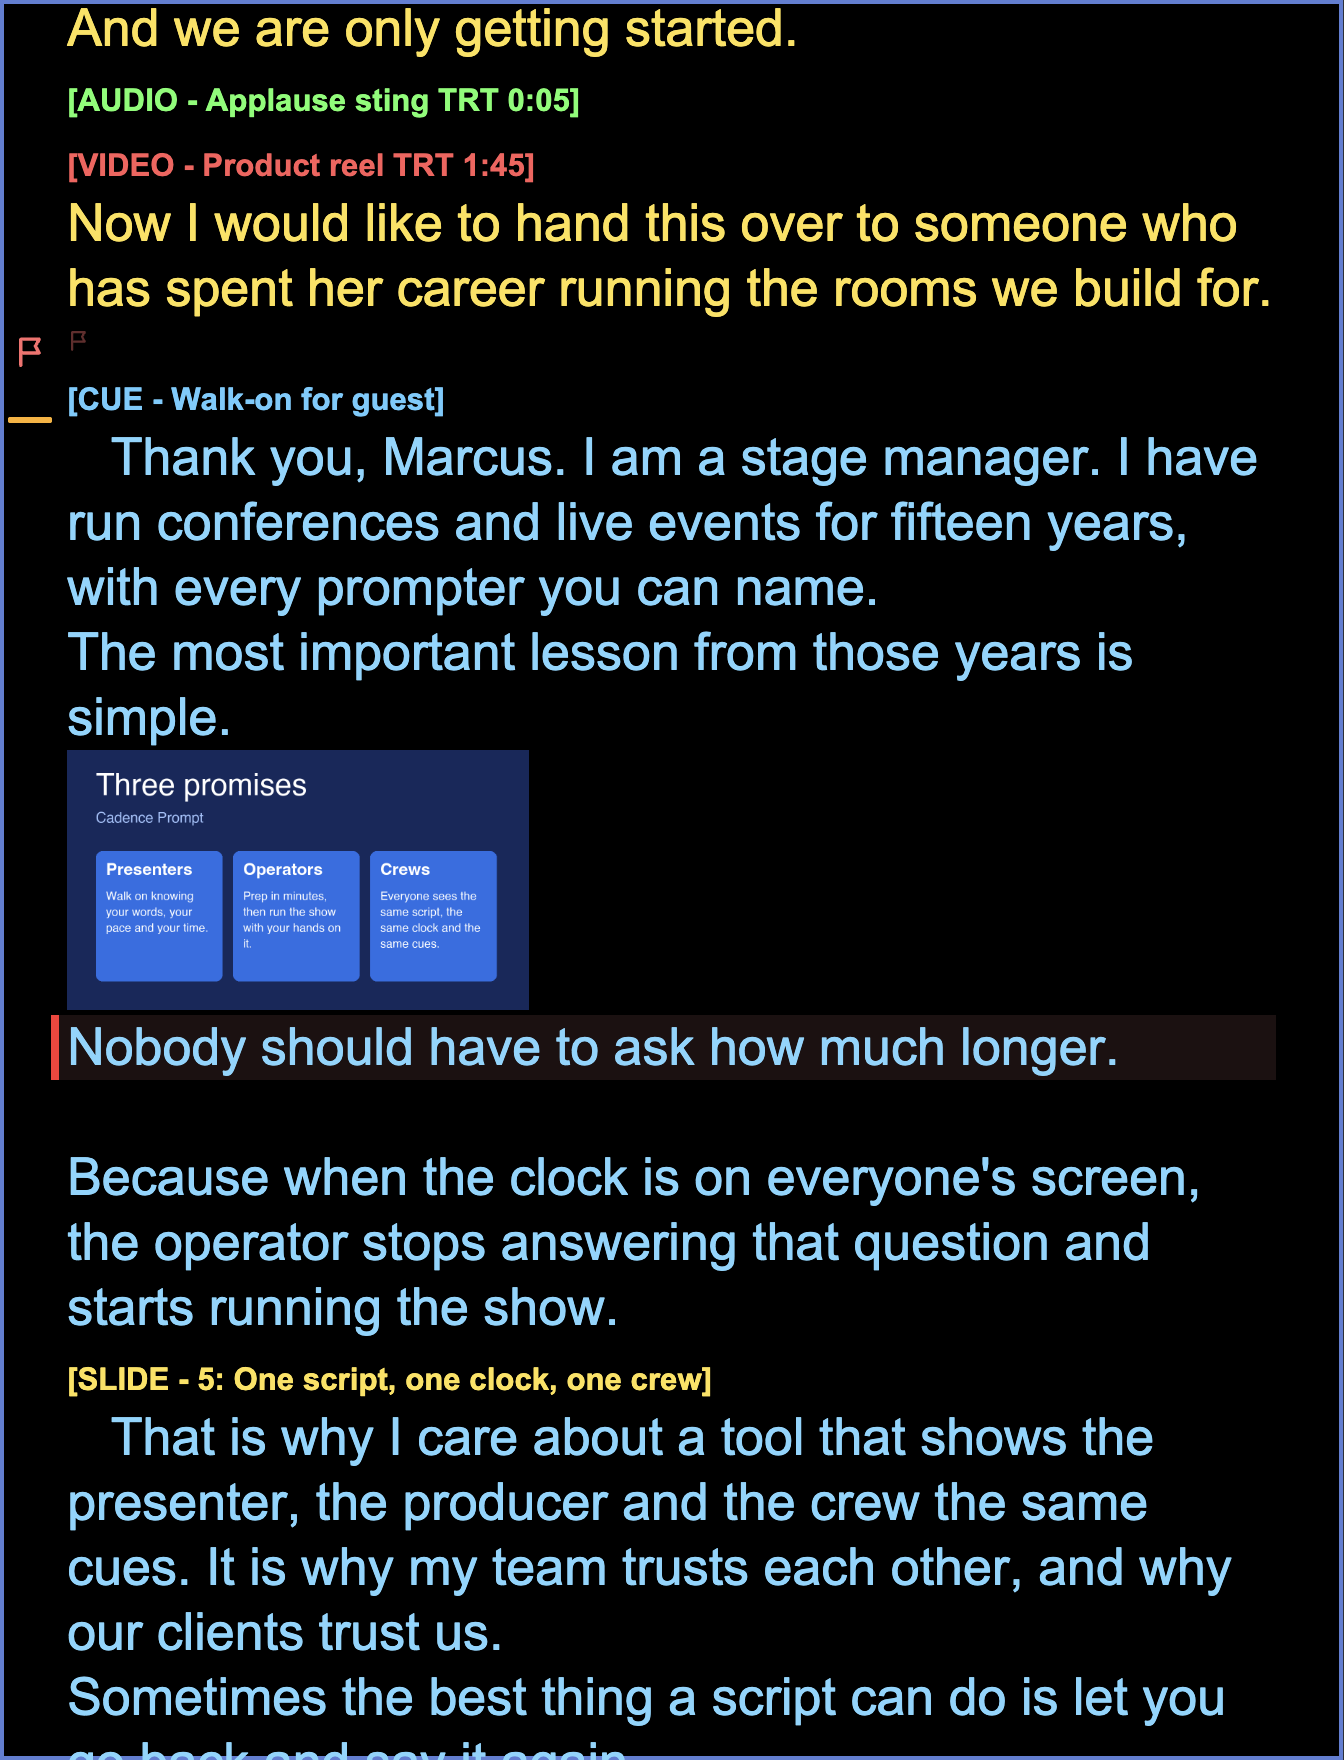 And we are only getting started.
[AUDIO - Applause sting TRT 0:05]
[VIDEO - Product reel TRT 1:45]
Now I would like to hand this over to someone who
has spent her career running the rooms we build for.
[CUE - Walk-on for guest]
Thank you, Marcus. I am a stage manager. I have
run conferences and live events for fifteen years,
with every prompter you can name.
The most important lesson from those years is
simple.
Three promises
Cadence Prompt
Presenters
Walk on knowing
your words, your
pace and your time.
Operators
Prep in minutes,
then run the show
with your hands on
it.
Crews
Everyone sees the
same script, the
same clock and the
same cues.
Nobody should have to ask how much longer.
Because when the clock is on everyone's screen,
the operator stops answering that question and
starts running the show.
[SLIDE - 5: One script, one clock, one crew]
That is why I care about a tool that shows the
presenter, the producer and the crew the same
cues. It is why my team trusts each other, and why
our clients trust us.
Sometimes the best thing a script can do is let you
go back and say it again.